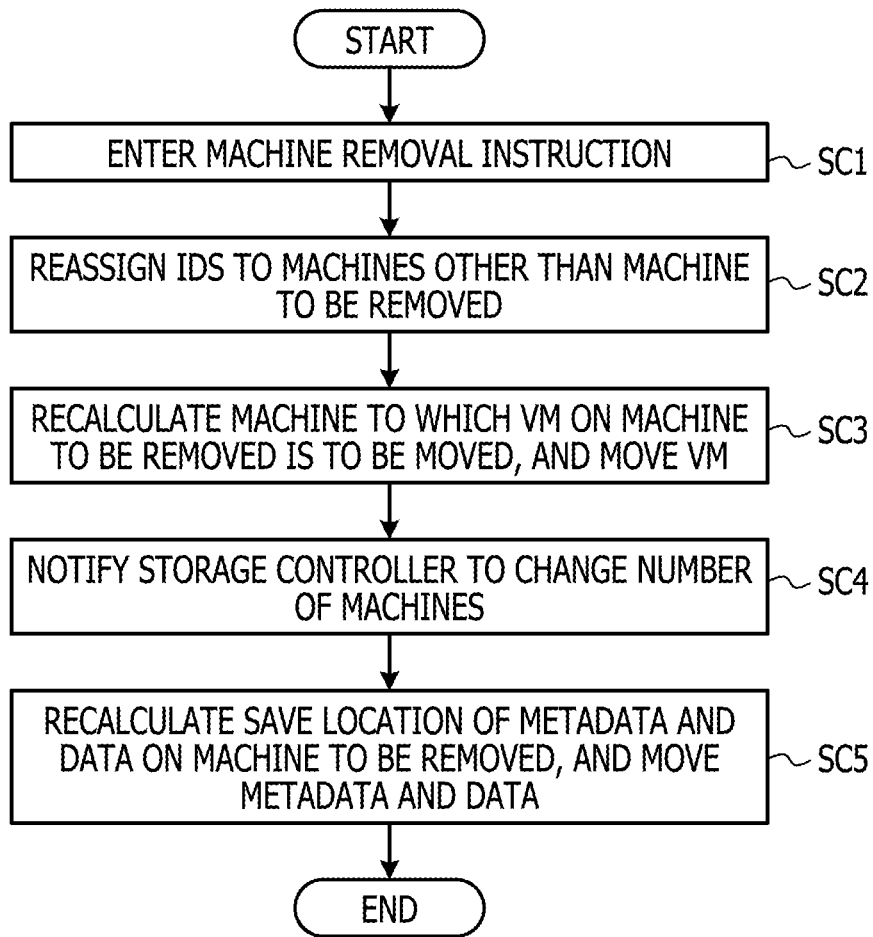 START
ENTER MACHINE REMOVAL INSTRUCTION
SC1
REASSIGN IDS TO MACHINES OTHER THAN MACHINE
TO BE REMOVED
SC2
RECALCULATE MACHINE TO WHICH VM ON MACHINE
TO BE REMOVED IS TO BE MOVED, AND MOVE VM
SC3
NOTIFY STORAGE CONTROLLER TO CHANGE NUMBER
OF MACHINES
SC4
RECALCULATE SAVE LOCATION OF METADATA AND
DATA ON MACHINE TO BE REMOVED, AND MOVE
METADATA AND DATA
SC5
END